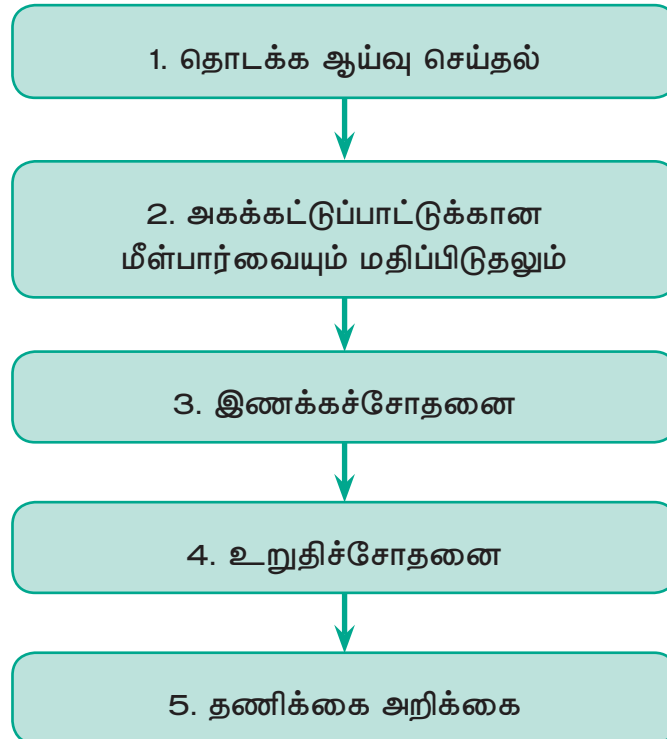 1. தொடக்க ஆய்வு செய்தல்
2. அகக்கட்டுப்பாட்டுக்கான
மீள்பார்வையும் மதிப்பிடுதலும்
3. இணக்கச்சோதனை
4. உறுதிச்சோதனை
5. தணிக்கை அறிக்கை